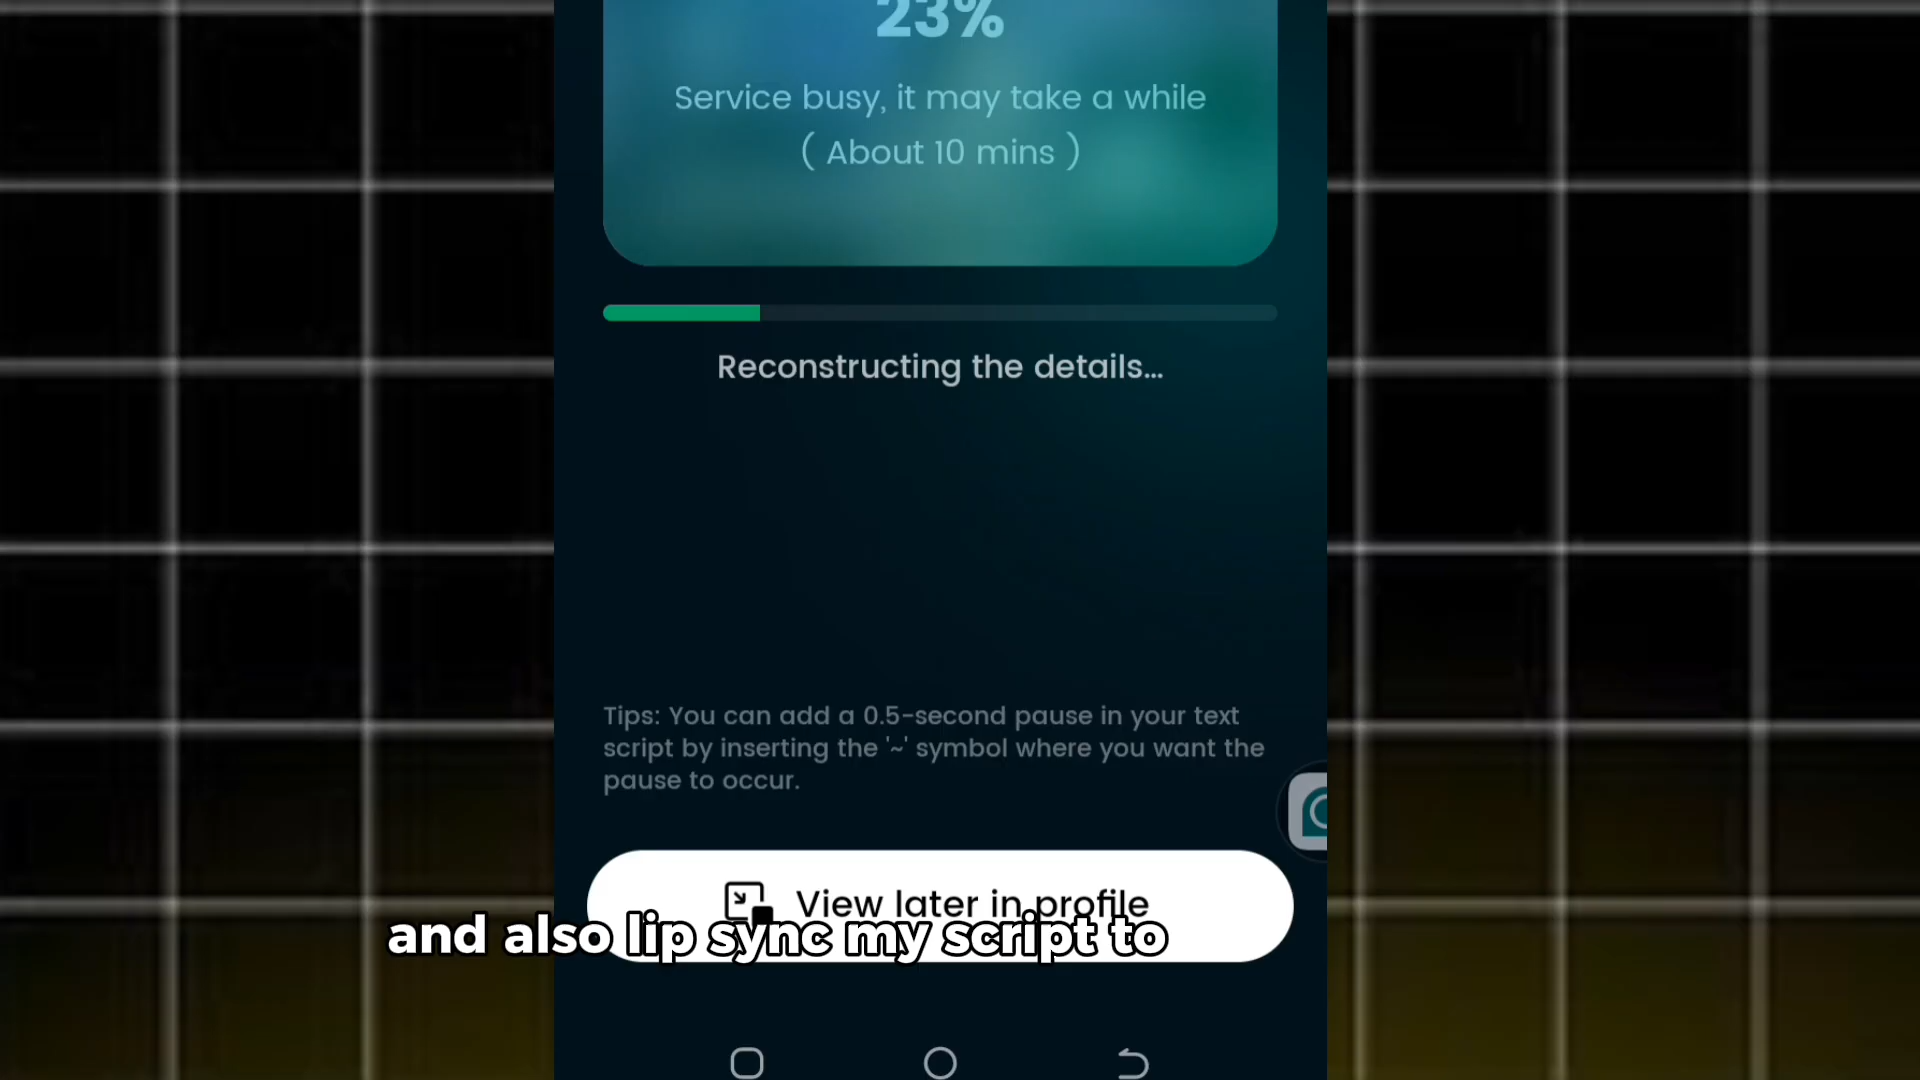 23%
Service busy, it may take a while
( About 10 mins )
Reconstructing the details...
Tips: You can add a 0.5-second pause in your text
script by inserting the '~' symbol where you want the
pause to occur.
View later in profile
and also lip sync my script to